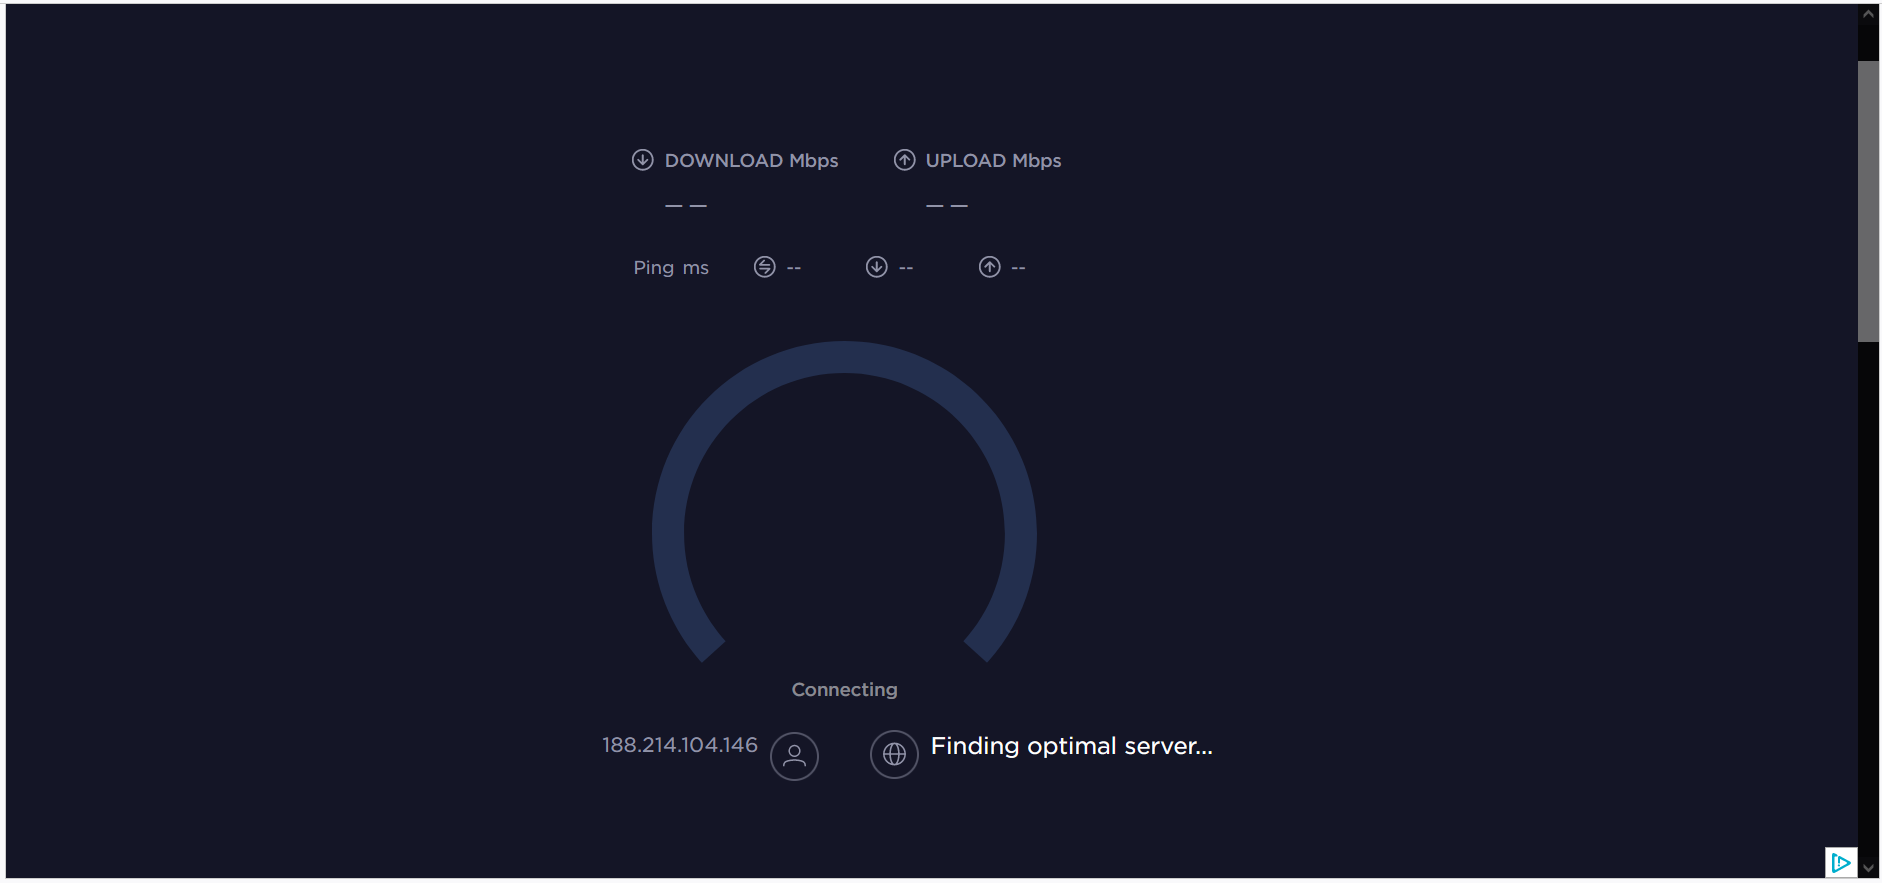 DOWNLOAD Mbps UPLOAD Mbps
— — — —
Ping ms -- -- --
Connecting
188.214.104.146 Finding optimal server...